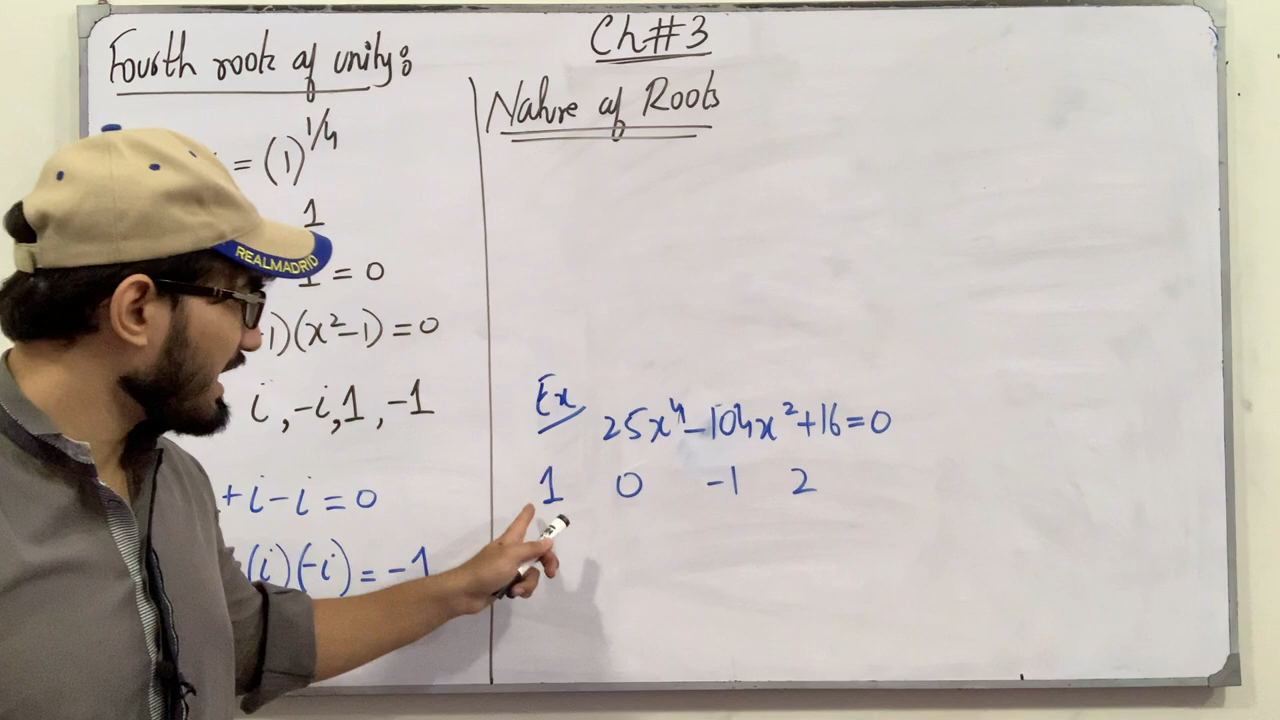 Ch#3
Fourth roots of unity:
= (1)^1/4
1
1 = 0
1)(x²-1) = 0
i, -i, 1, -1
+ i - i = 0
(i)(-i) = -1
Nature of Roots
Ex 25x⁴-104x²+16=0
1 0 -1 2
REALMADRID